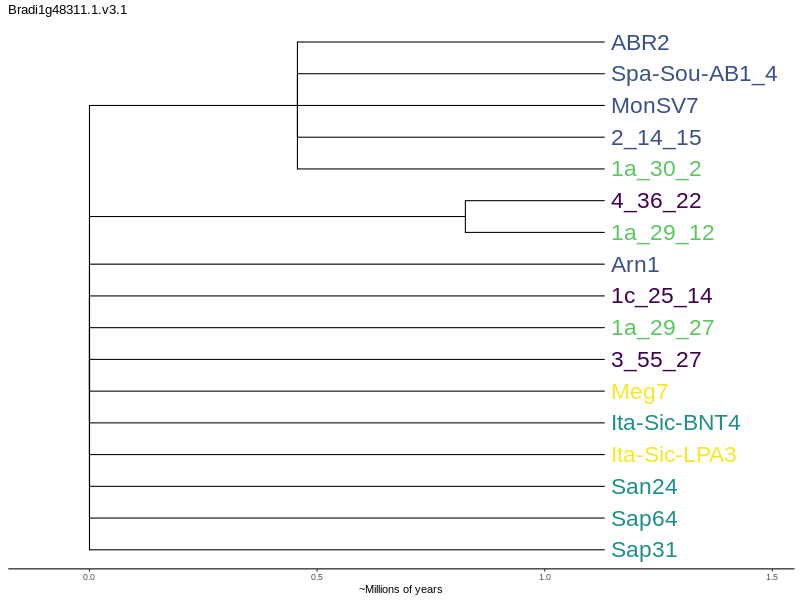 Bradi1g48311.1.v3.1
ABR2
Spa-Sou-AB1_4
MonSV7
2_14_15
1a_30_2
4_36_22
1a_29_12
Arn1
1c_25_14
1a_29_27
3_55_27
Meg7
Ita-Sic-BNT4
Ita-Sic-LPA3
San24
Sap64
Sap31
0.0 0.5 1.0 1.5
~Millions of years